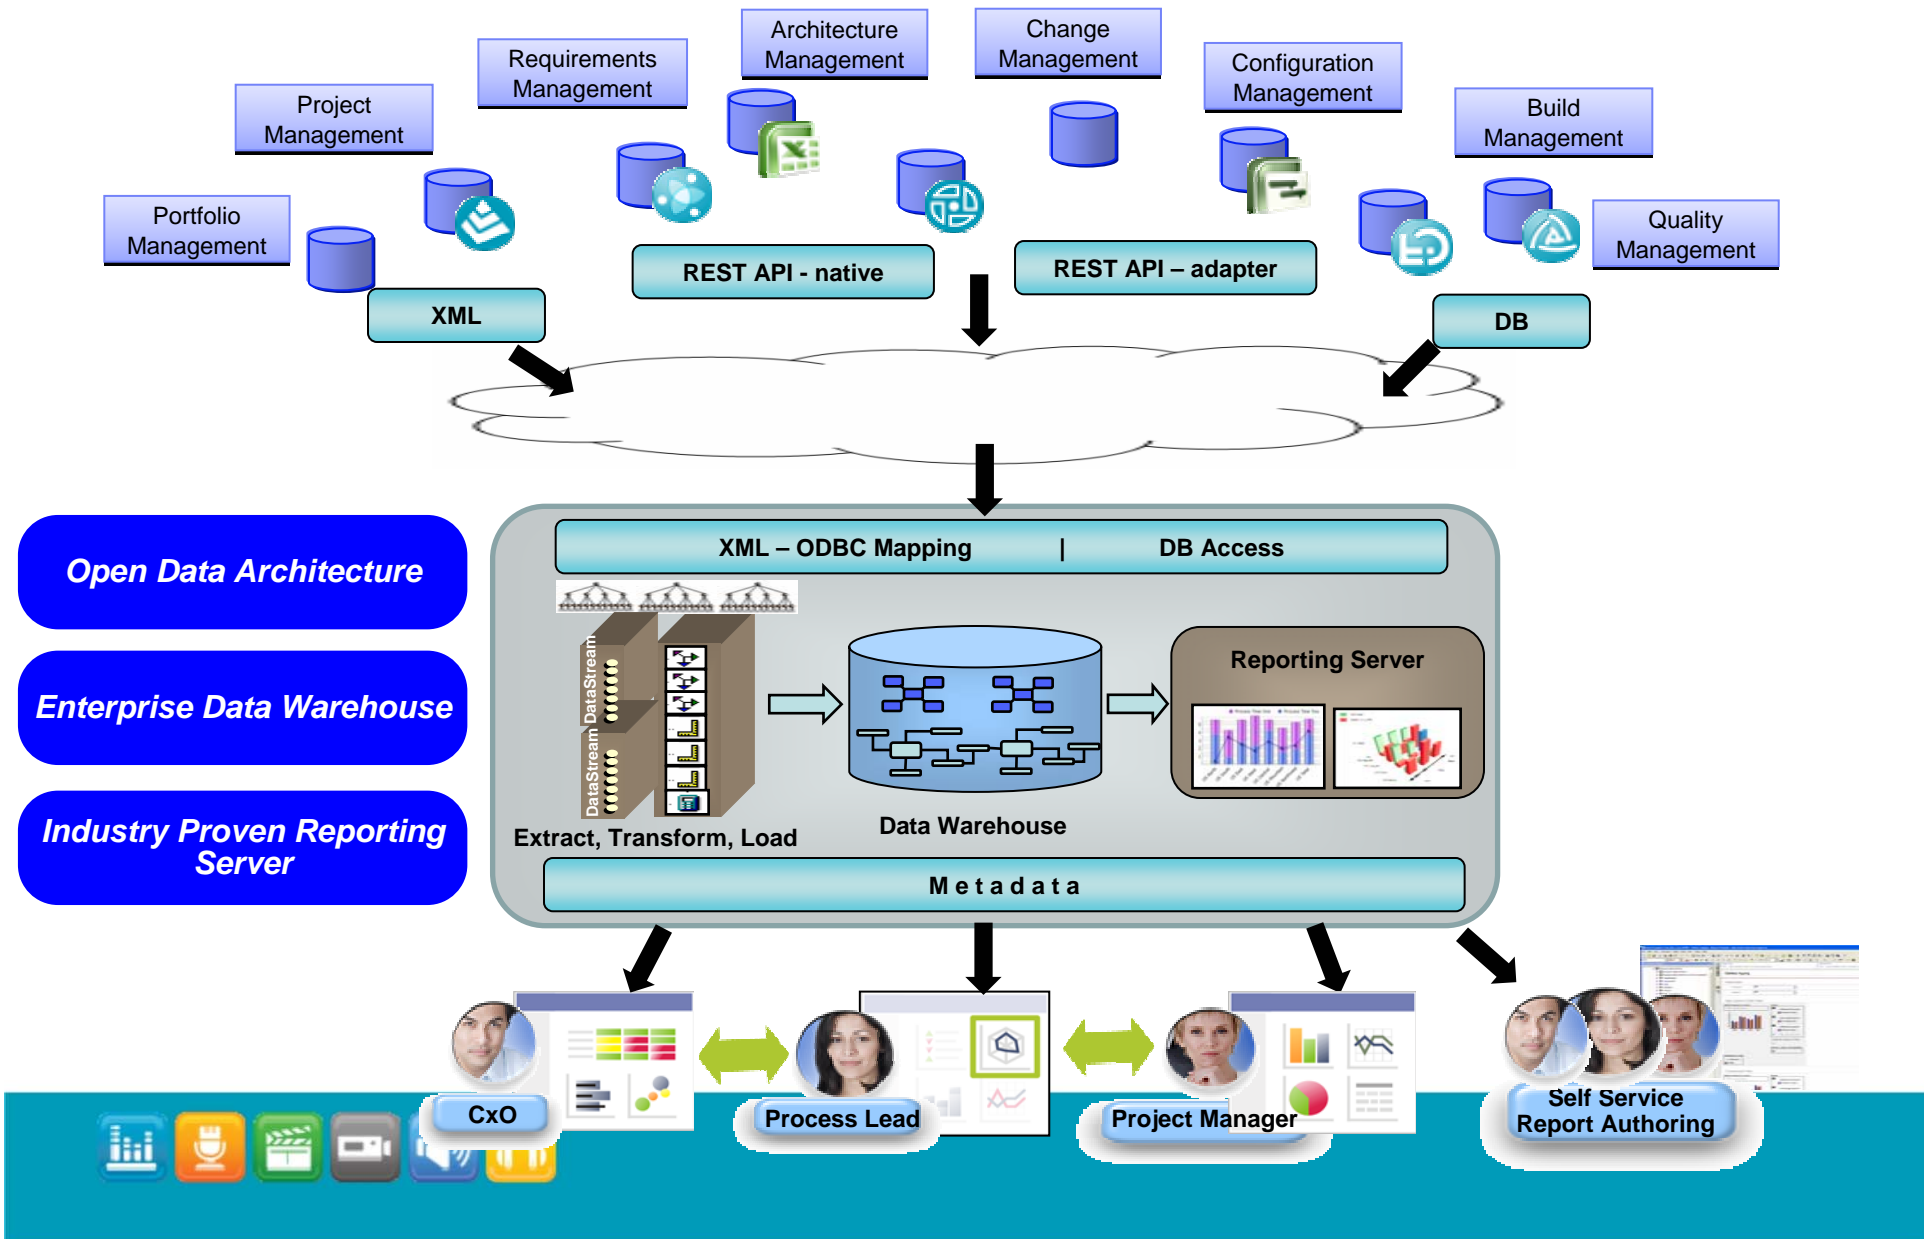 Architecture
Management
Change
Management
Requirements
Management
Configuration
Management
Project
Management
Build
Management
Portfolio
Management
Quality
Management
REST API - native
REST API – adapter
XML
DB
XML – ODBC Mapping | DB Access
Open Data Architecture
Enterprise Data Warehouse
Industry Proven Reporting
Server
DataStream
DataStream
Extract, Transform, Load
Data Warehouse
Reporting Server
Metadata
CxO
Process Lead
Project Manager
Self Service
Report Authoring